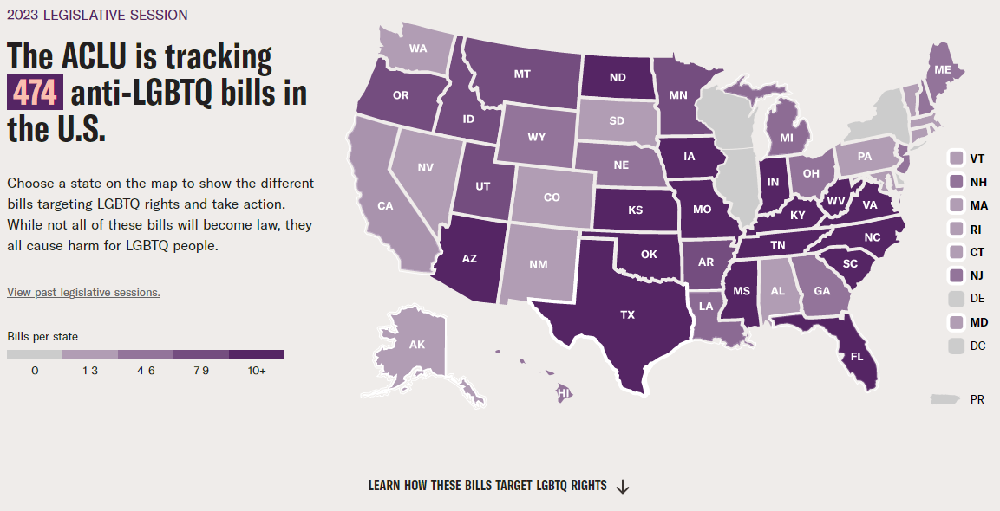 2023 LEGISLATIVE SESSION
The ACLU is tracking
474 anti-LGBTQ bills in
the U.S.
Choose a state on the map to show the different
bills targeting LGBTQ rights and take action.
While not all of these bills will become law, they
all cause harm for LGBTQ people.
View past legislative sessions.
Bills per state
0 1-3 4-6 7-9 10+
WA
MT
ND
MN
ME
OR
ID
WY
SD
MI
NV
UT
CO
NE
IA
PA
OH
IN
CA
KS
MO
WV
VA
KY
AZ
NM
OK
AR
TN
NC
SC
TX
LA
MS
AL
GA
FL
AK
HI
VT
NH
MA
RI
CT
NJ
DE
MD
DC
PR
LEARN HOW THESE BILLS TARGET LGBTQ RIGHTS ↓